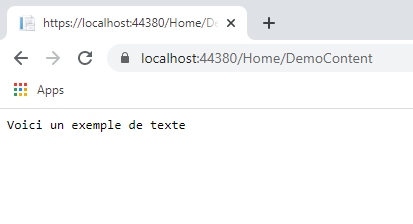 https://localhost:44380/Home/De
localhost:44380/Home/DemoContent
Apps
Voici un exemple de texte